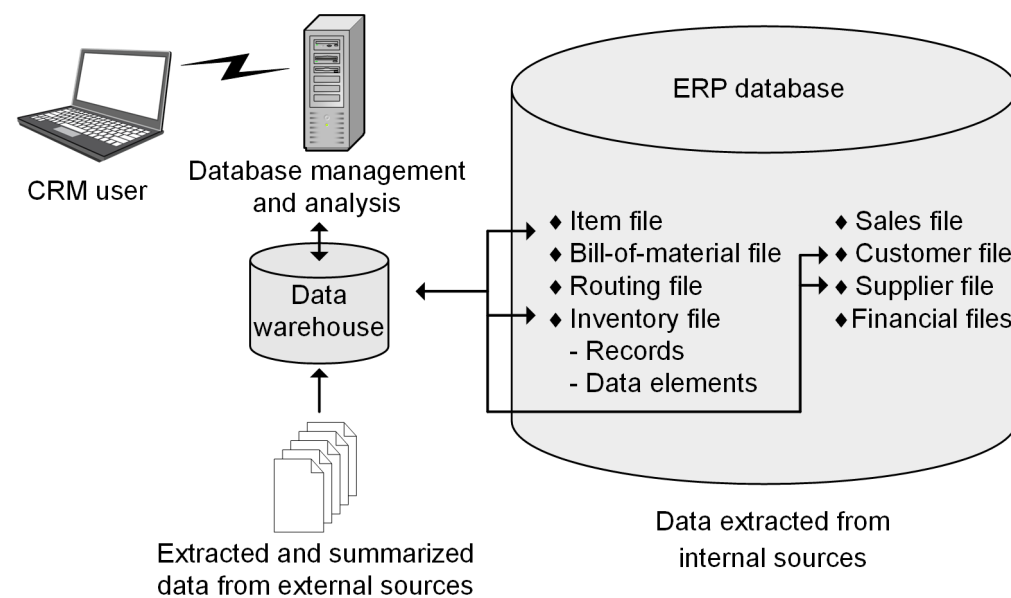 CRM user
Database management
and analysis
Data
warehouse
Extracted and summarized
data from external sources
ERP database
♦ Item file
♦ Bill-of-material file
♦ Routing file
♦ Inventory file
- Records
- Data elements
♦ Sales file
♦ Customer file
♦ Supplier file
♦ Financial files
Data extracted from
internal sources